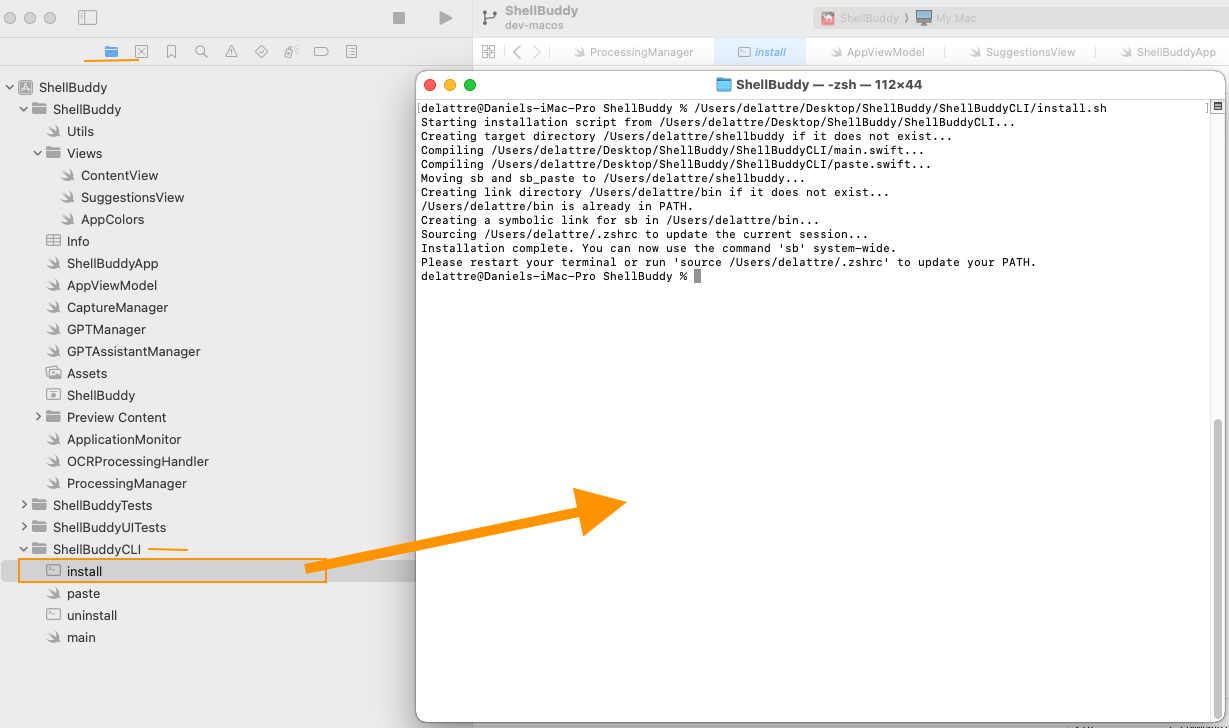 ShellBuddy
dev-macos
ShellBuddy
My Mac
ProcessingManager
install
AppViewModel
SuggestionsView
ShellBuddyApp
ShellBuddy
ShellBuddy
Utils
Views
ContentView
SuggestionsView
AppColors
Info
ShellBuddyApp
AppViewModel
CaptureManager
GPTManager
GPTAssistantManager
Assets
ShellBuddy
Preview Content
ApplicationMonitor
OCRProcessingHandler
ProcessingManager
ShellBuddyTests
ShellBuddyUITests
ShellBuddyCLI
install
paste
uninstall
main
ShellBuddy — -zsh — 112×44
[delattre@Daniels-iMac-Pro ShellBuddy % /Users/delattre/Desktop/ShellBuddy/ShellBuddyCLI/install.sh ]
Starting installation script from /Users/delattre/Desktop/ShellBuddy/ShellBuddyCLI...
Creating target directory /Users/delattre/shellbuddy if it does not exist...
Compiling /Users/delattre/Desktop/ShellBuddy/ShellBuddyCLI/main.swift...
Compiling /Users/delattre/Desktop/ShellBuddy/ShellBuddyCLI/paste.swift...
Moving sb and sb_paste to /Users/delattre/shellbuddy...
Creating link directory /Users/delattre/bin if it does not exist...
/Users/delattre/bin is already in PATH.
Creating a symbolic link for sb in /Users/delattre/bin...
Sourcing /Users/delattre/.zshrc to update the current session...
Installation complete. You can now use the command 'sb' system-wide.
Please restart your terminal or run 'source /Users/delattre/.zshrc' to update your PATH.
delattre@Daniels-iMac-Pro ShellBuddy %